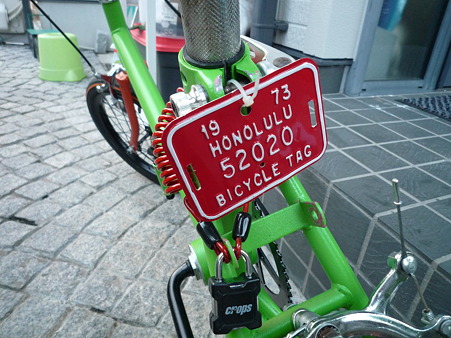 19 73
HONOLULU
52020
BICYCLE TAG
crops